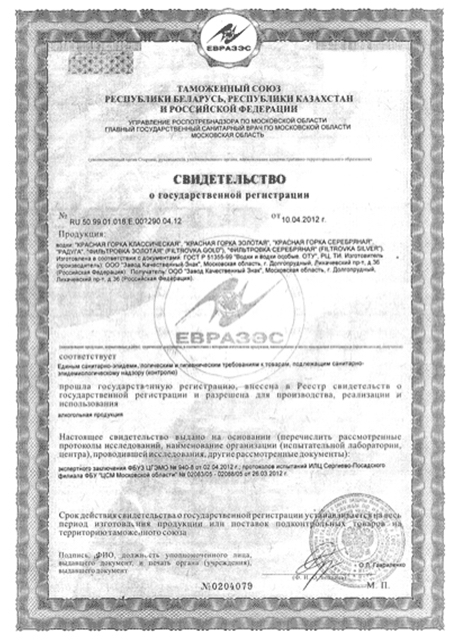 ЕВРАЗЭС
ТАМОЖЕННЫЙ СОЮЗ
РЕСПУБЛИКИ БЕЛАРУСЬ, РЕСПУБЛИКИ КАЗАХСТАН
И РОССИЙСКОЙ ФЕДЕРАЦИИ
УПРАВЛЕНИЕ РОСПОТРЕБНАДЗОРА ПО МОСКОВСКОЙ ОБЛАСТИ
ГЛАВНЫЙ ГОСУДАРСТВЕННЫЙ САНИТАРНЫЙ ВРАЧ ПО МОСКОВСКОЙ ОБЛАСТИ
МОСКОВСКАЯ ОБЛАСТЬ
СВИДЕТЕЛЬСТВО
о государственной регистрации
№ RU.50.99.01.018.Е.001290.04.12 от 10.04.2012 г.
Продукция:
водки: "КРАСНАЯ ГОРКА КЛАССИЧЕСКАЯ", "КРАСНАЯ ГОРКА ЗОЛОТАЯ", "КРАСНАЯ ГОРКА СЕРЕБРЯНАЯ",
"РАДУГА", "ФИЛЬТРОВКА ЗОЛОТАЯ (FILTROVKA GOLD)", "ФИЛЬТРОВКА СЕРЕБРЯНАЯ (FILTROVKA SILVER)".
Изготовлена в соответствии с документами: ГОСТ Р 51355-99 "Водки и водки особые. ОТУ", РЦ, ТИ. Изготовитель
(производитель): ООО "Завод Качественный Знак", Московская область, г. Долгопрудный, Лихачевский пр-т, д.36
(Российская Федерация). Получатель: ООО "Завод Качественный Знак", Московская область, г. Долгопрудный,
Лихачевский пр-т, д.36 (Российская Федерация).
ЕВРАЗЭС
соответствует
Единым санитарно-эпидемиологическим и гигиеническим требованиям к товарам, подлежащим санитарно-
эпидемиологическому надзору (контролю)
прошла государственную регистрацию, внесена в Реестр свидетельств о
государственной регистрации и разрешена для производства, реализации и
использования
алкогольная продукция
Настоящее свидетельство выдано на основании (перечислить рассмотренные
протоколы исследований, наименование организации (испытательной лаборатории,
центра), проводившей исследования, другие рассмотренные документы):
экспертного заключения ФБУЗ ЦГЭМО № 940-8 от 02.04.2012 г.; протоколов испытаний ИЛЦ Сергиево-Посадского
филиала ФБУ "ЦСМ Московской области" № 02083/05 - 02088/05 от 26.03.2012 г.
Срок действия свидетельства о государственной регистрации устанавливается на весь
период изготовления продукции или поставок подконтрольных товаров на
территорию таможенного союза
Подпись, ФИО, должность уполномоченного лица,
выдавшего документ, и печать органа (учреждения),
выдавшего документ
О.Л. Гавриленко
№0204079
М. П.